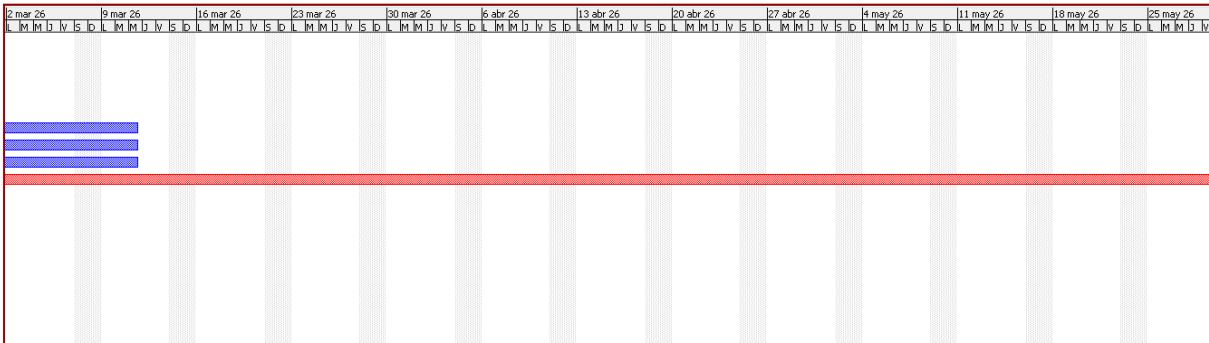 2 mar 26 9 mar 26 16 mar 26 23 mar 26 30 mar 26 6 abr 26 13 abr 26 20 abr 26 27 abr 26 4 may 26 11 may 26 18 may 26 25 may 26
L M M J V S D L M M J V S D L M M J V S D L M M J V S D L M M J V S D L M M J V S D L M M J V S D L M M J V S D L M M J V S D L M M J V S D L M M J V S D L M M J V S D L M M J V